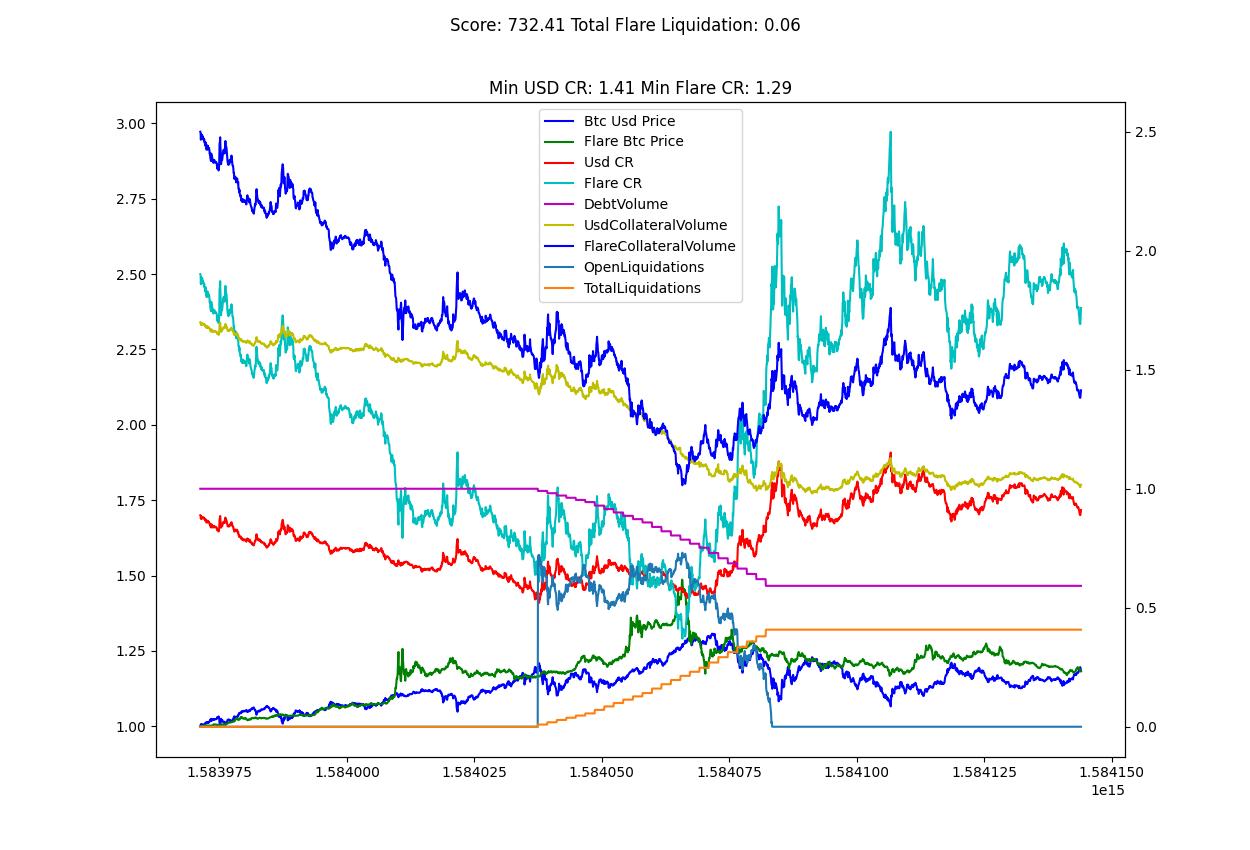 Score: 732.41 Total Flare Liquidation: 0.06
Min USD CR: 1.41 Min Flare CR: 1.29
3.00
2.75
2.50
2.25
2.00
1.75
1.50
1.25
1.00
Btc Usd Price
Flare Btc Price
Usd CR
Flare CR
DebtVolume
UsdCollateralVolume
FlareCollateralVolume
OpenLiquidations
TotalLiquidations
2.5
2.0
1.5
1.0
0.5
0.0
1.583975 1.584000 1.584025 1.584050 1.584075 1.584100 1.584125 1.584150
1e15